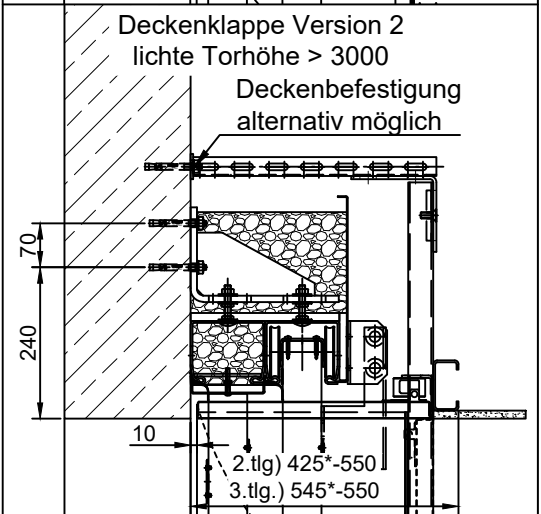 Deckenklappe Version 2
lichte Torhöhe > 3000
Deckenbefestigung
alternativ möglich
70
240
10
2.tlg) 425*-550
3.tlg.) 545*-550